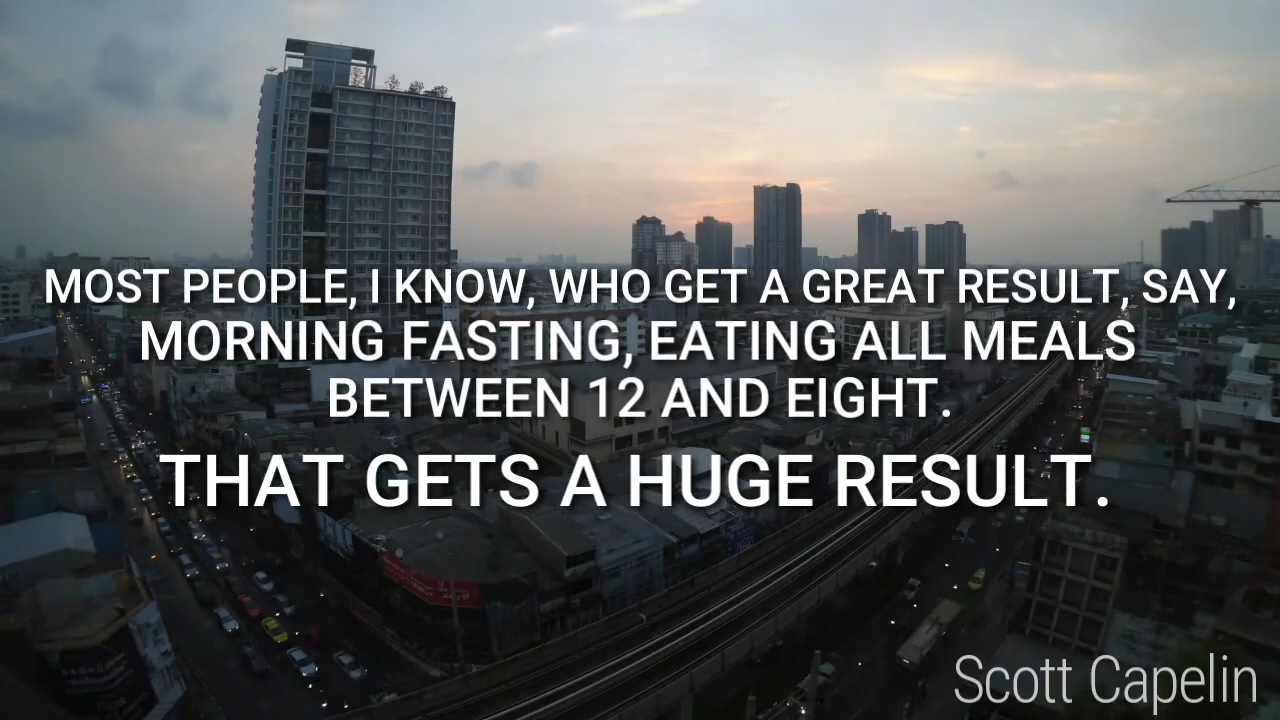 MOST PEOPLE, I KNOW, WHO GET A GREAT RESULT, SAY,
MORNING FASTING, EATING ALL MEALS
BETWEEN 12 AND EIGHT.
THAT GETS A HUGE RESULT.
Scott Capelin